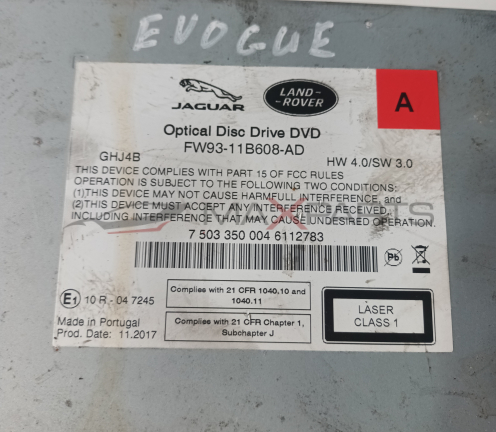 EVOGUE
JAGUAR
LAND-
ROVER
A
Optical Disc Drive DVD
FW93-11B608-AD
GHJ4B
HW 4.0/SW 3.0
THIS DEVICE COMPLIES WITH PART 15 OF FCC RULES
OPERATION IS SUBJECT TO THE FOLLOWING TWO CONDITIONS:
(1)THIS DEVICE MAY NOT CAUSE HARMFULL INTERFERENCE, and
(2)THIS DEVICE MUST ACCEPT ANY INTERFERENCE RECEIVED,
INCLUDING INTERFERENCE THAT MAY CAUSE UNDESIRED OPERATION.
7 503 350 004 6112783
Pb
E1 10 R - 04 7245
Complies with 21 CFR 1040.10 and
1040.11
Made in Portugal
Prod. Date: 11.2017
Complies with 21 CFR Chapter 1,
Subchapter J
LASER
CLASS 1